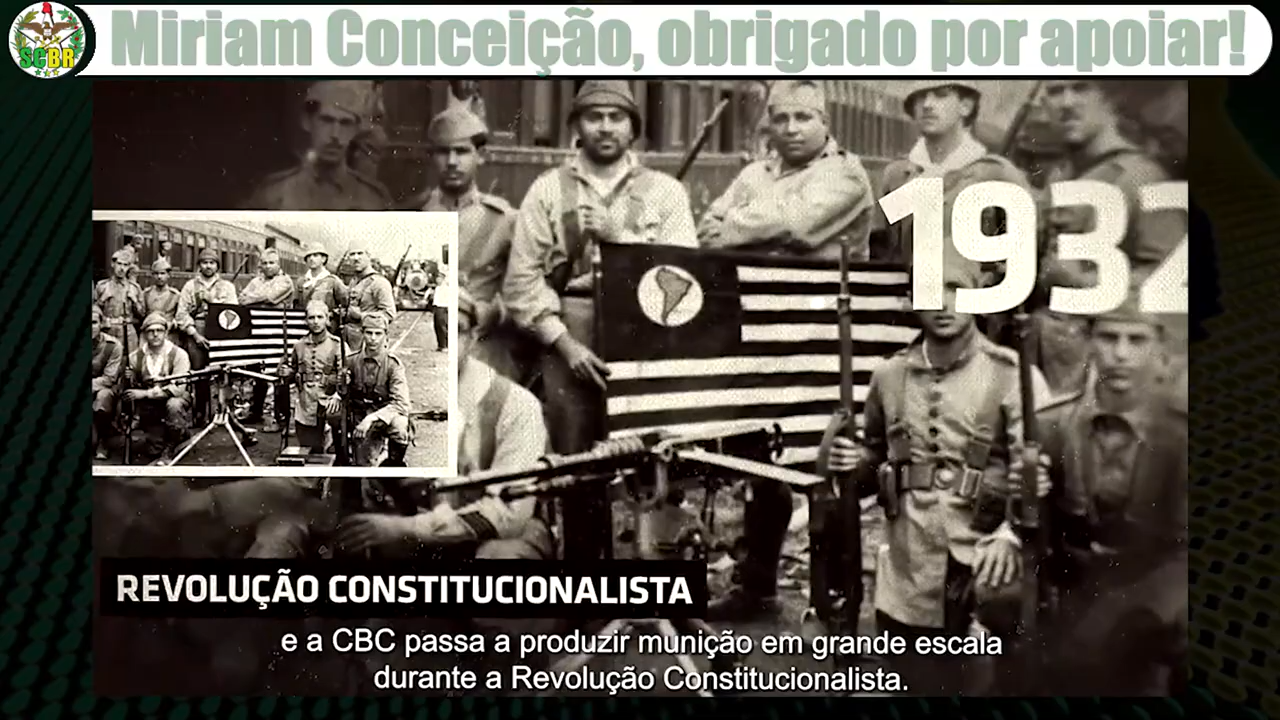 SCBR
Miriam Conceição, obrigado por apoiar!
1932
REVOLUÇÃO CONSTITUCIONALISTA
e a CBC passa a produzir munição em grande escala
durante a Revolução Constitucionalista.